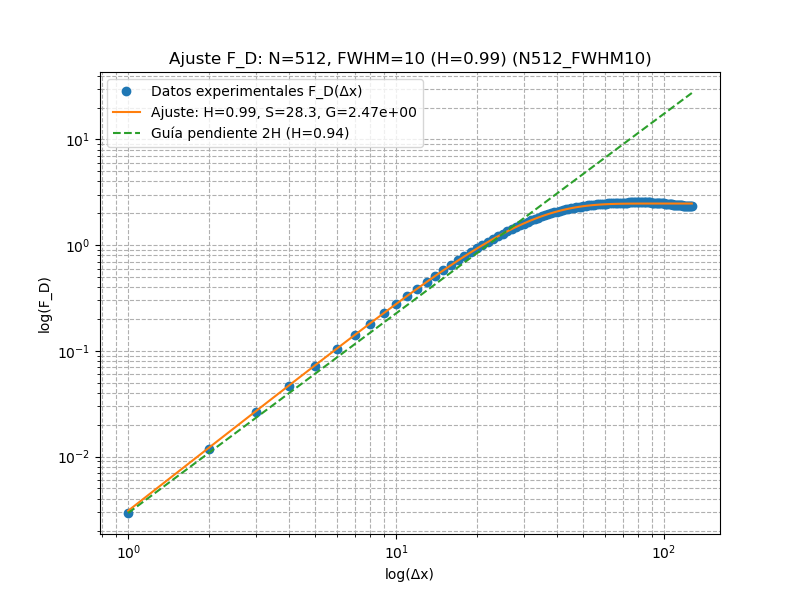 Ajuste F_D: N=512, FWHM=10 (H=0.99) (N512_FWHM10)
Datos experimentales F_D(Δx)
Ajuste: H=0.99, S=28.3, G=2.47e+00
Guía pendiente 2H (H=0.94)
log(F_D)
10¹
10⁰
10⁻¹
10⁻²
10⁰ 10¹ 10²
log(Δx)